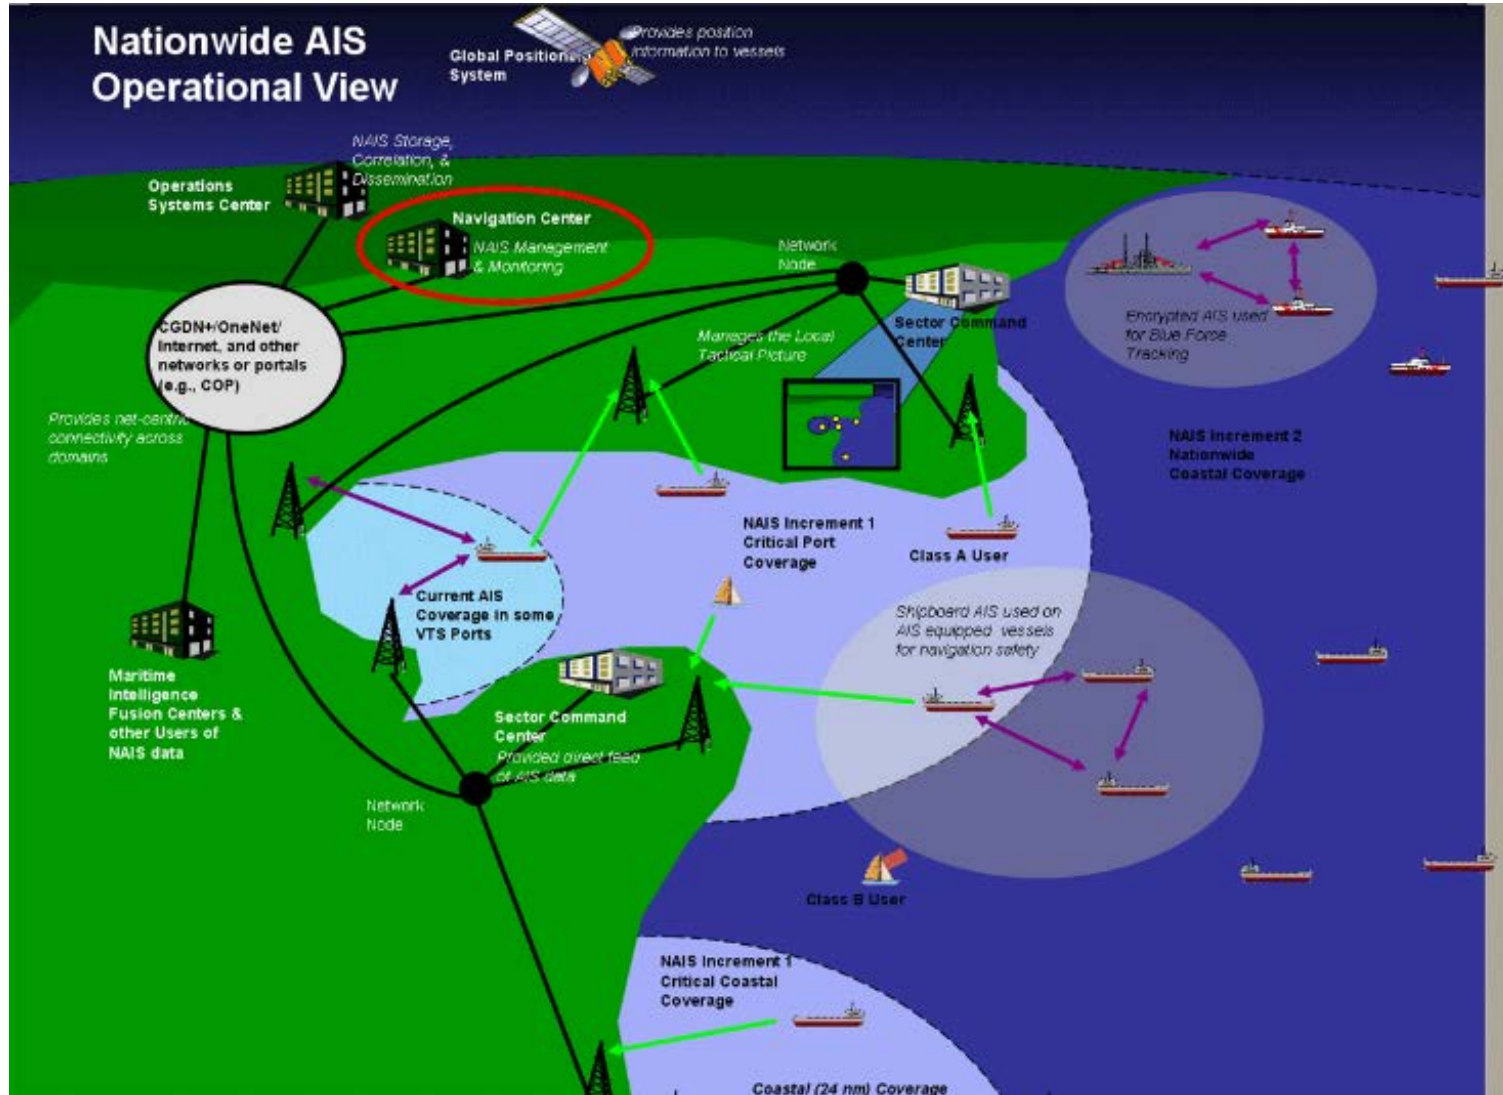 Nationwide AIS
Operational View
Global Position
System
Provides position
information to vessels
NAIS Storage,
Correlation, &
Dissemination
Operations
Systems Center
Navigation Center
NAIS Management
& Monitoring
Network
Node
Sector Command
Center
Manages the Local
Tactical Picture
Encrypted AIS used
for Blue Force
Tracking
CGDN+/OneNet/
Internet, and other
networks or portals
(e.g., COP)
Provides net-centric
connectivity across
domains
NAIS Increment 2
Nationwide
Coastal Coverage
NAIS Increment 1
Critical Port
Coverage
Class A User
Current AIS
Coverage in some
VTS Ports
Shipboard AIS used on
AIS equipped vessels
for navigation safety
Maritime
Intelligence
Fusion Centers &
other Users of
NAIS data
Sector Command
Center
Provided direct feed
of AIS data
Network
Node
Class B User
NAIS Increment 1
Critical Coastal
Coverage
Coastal (24 nm) Coverage